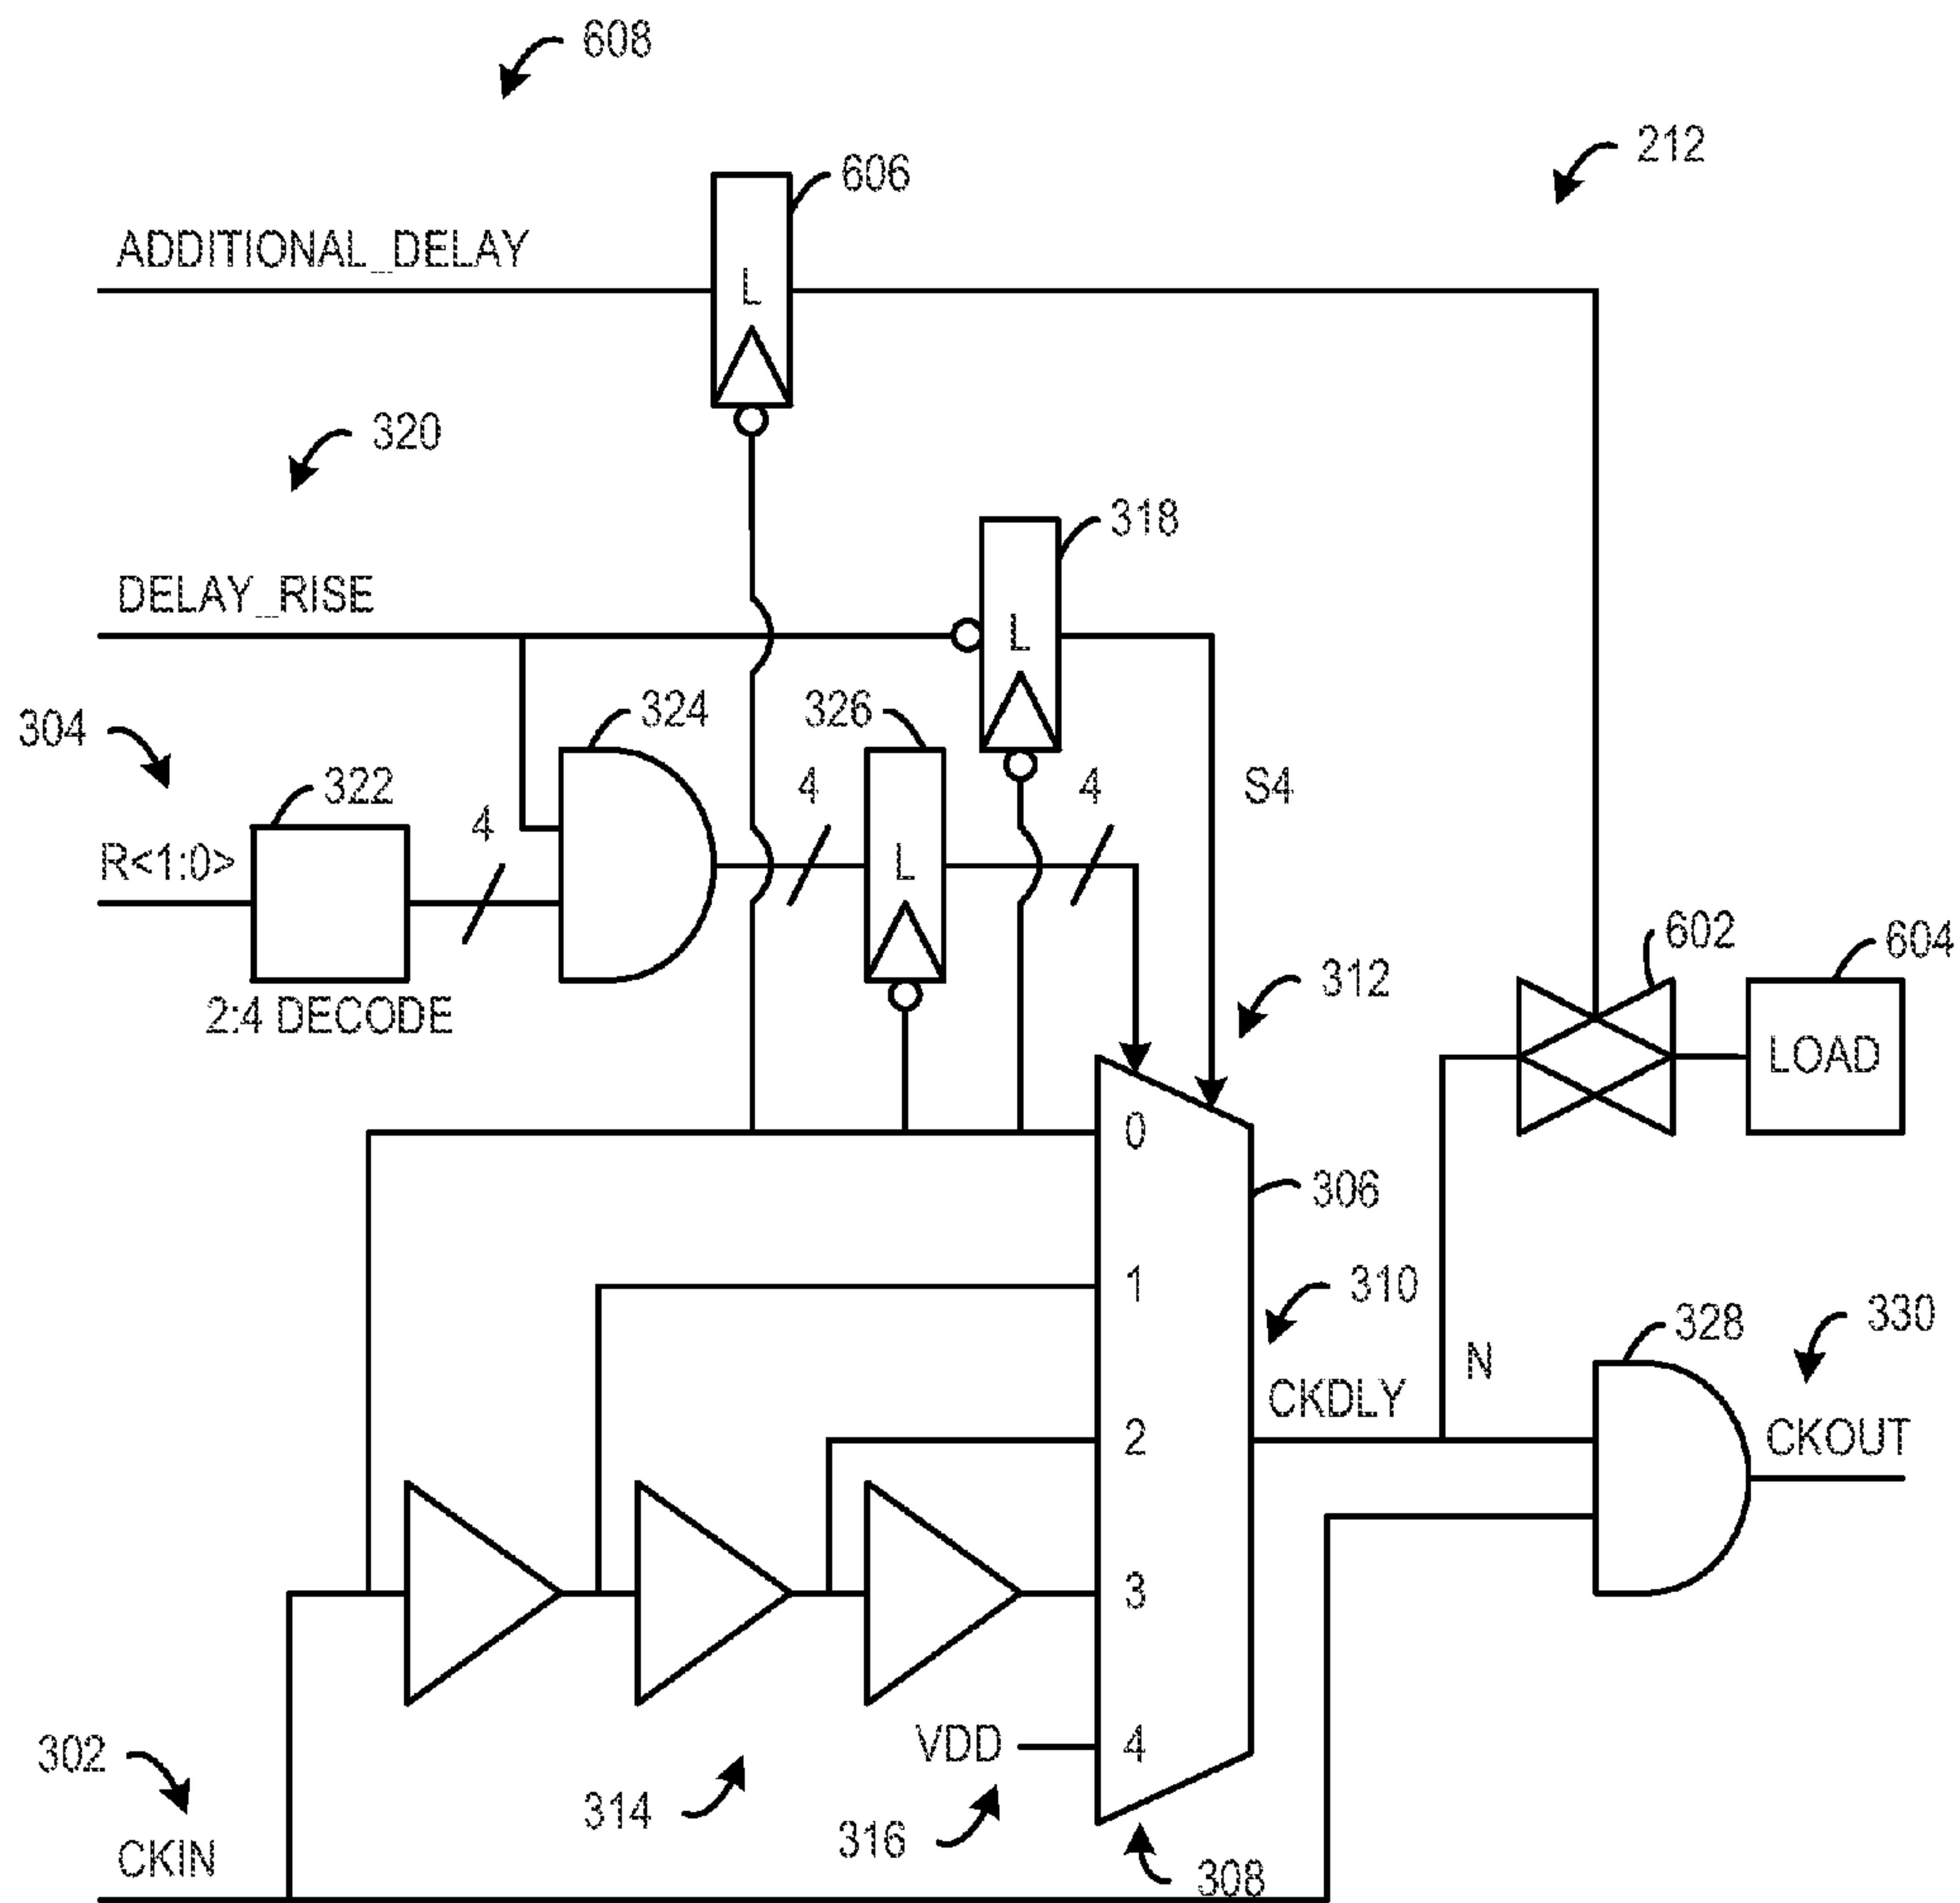 608
212
606
ADDITIONAL_DELAY
L
320
318
DELAY_RISE
L
304
324
326
322
4
4
4
S4
R<1:0>
L
602
604
312
2:4 DECODE
LOAD
0
306
1
310
328
330
N
CKDLY
2
CKOUT
3
302
VDD
4
314
316
CKIN
308